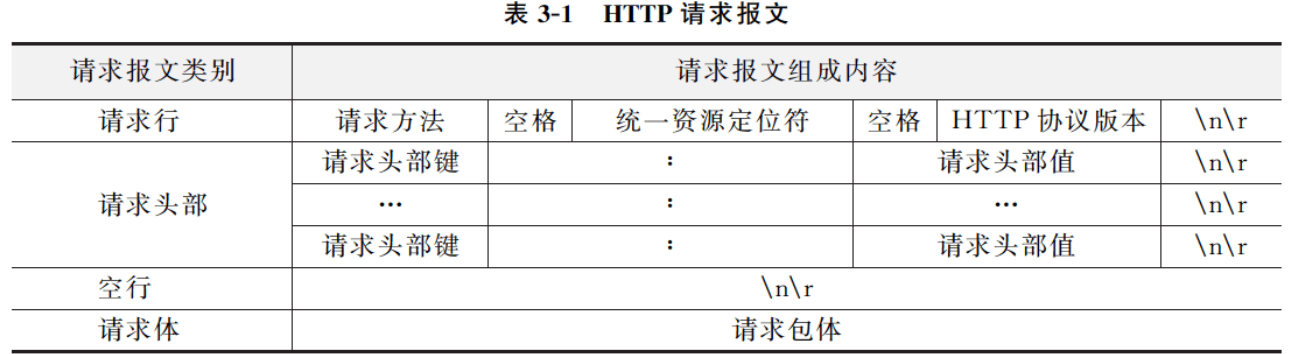 表 3-1 HTTP 请求报文
请求报文类别 请求报文组成内容
请求行 请求方法 空格 统一资源定位符 空格 HTTP 协议版本 \n\r
请求头部键 : 请求头部值 \n\r
请求头部 … : … \n\r
请求头部键 : 请求头部值 \n\r
空行 \n\r
请求体 请求包体